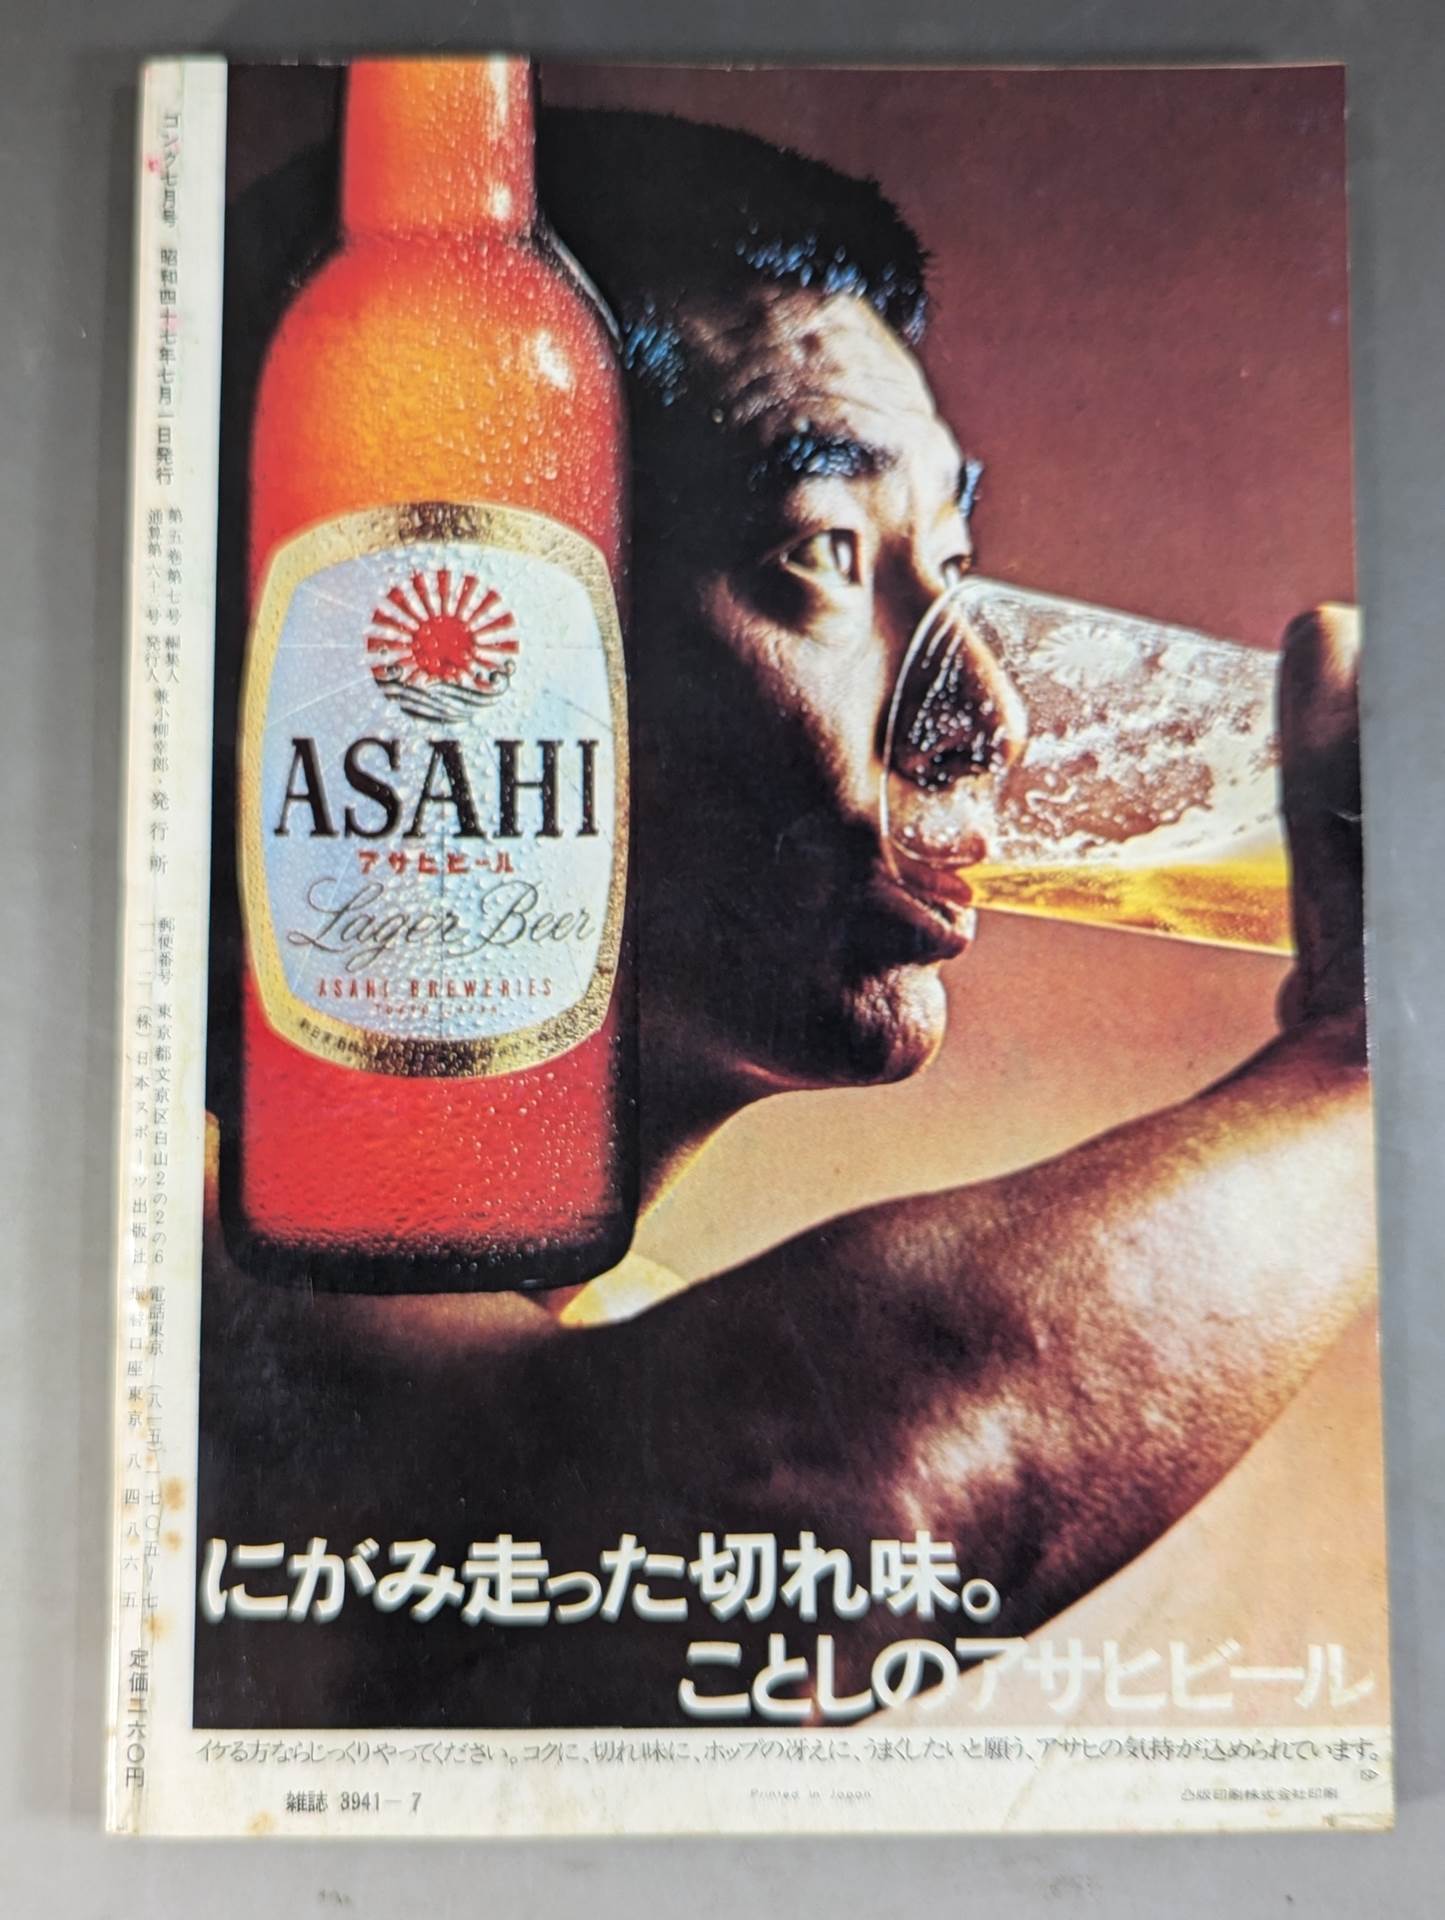 ゴング七月号 昭和四十七年七月一日発行
第五巻第七号 編集人
通算第六十 号 発行人
兼小柳幸郎・発行所
郵便番号 東京都文京区白山2の2の6
一一二(株)日本スポーツ出版社
電話東京(八一五)一七〇五〜七
振替口座東京八四八六五
定価二六〇円
ASAHI
アサヒビール
Lager Beer
ASAHI BREWERIES
TOKYO JAPAN
にがみ走った切れ味。
ことしのアサヒビール
イケる方ならじっくりやってください。コクに、切れ味に、ホップの冴えに、うまくしたいと願う、アサヒの気持が込められています。
雑誌 3941-7
Printed in Japan
凸版印刷株式会社印刷